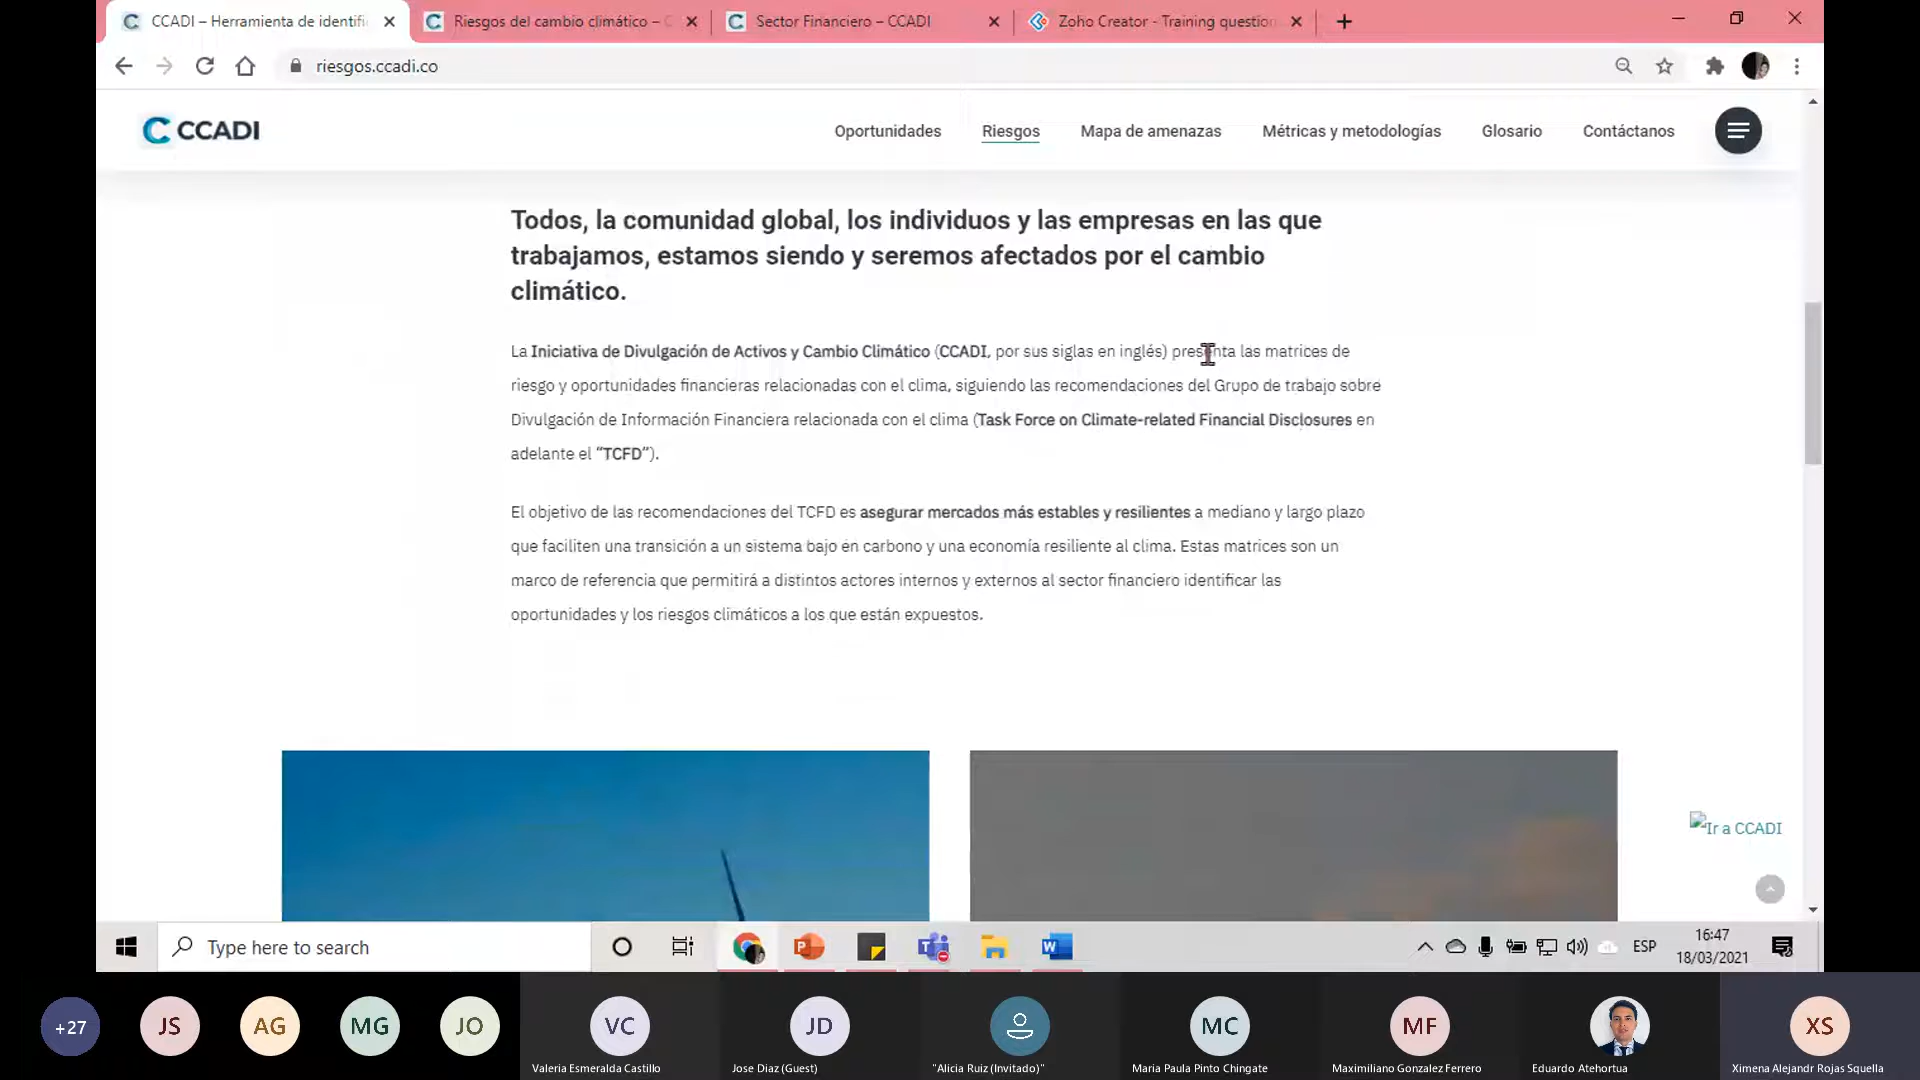 CCADI – Herramienta de identifi
Riesgos del cambio climático – C
Sector Financiero – CCADI
Zoho Creator - Training question
riesgos.ccadi.co
CCADI
Oportunidades
Riesgos
Mapa de amenazas
Métricas y metodologías
Glosario
Contáctanos
Todos, la comunidad global, los individuos y las empresas en las que
trabajamos, estamos siendo y seremos afectados por el cambio
climático.
La Iniciativa de Divulgación de Activos y Cambio Climático (CCADI, por sus siglas en inglés) presenta las matrices de
riesgo y oportunidades financieras relacionadas con el clima, siguiendo las recomendaciones del Grupo de trabajo sobre
Divulgación de Información Financiera relacionada con el clima (Task Force on Climate-related Financial Disclosures en
adelante el “TCFD”).
El objetivo de las recomendaciones del TCFD es asegurar mercados más estables y resilientes a mediano y largo plazo
que faciliten una transición a un sistema bajo en carbono y una economía resiliente al clima. Estas matrices son un
marco de referencia que permitirá a distintos actores internos y externos al sector financiero identificar las
oportunidades y los riesgos climáticos a los que están expuestos.
Ir a CCADI
Type here to search
ESP
16:47
18/03/2021
+27
JS
AG
MG
JO
VC
JD
MC
MF
XS
Valeria Esmeralda Castillo
Jose Diaz (Guest)
"Alicia Ruiz (Invitado)"
Maria Paula Pinto Chingate
Maximiliano Gonzalez Ferrero
Eduardo Atehortua
Ximena Alejandr Rojas Squella